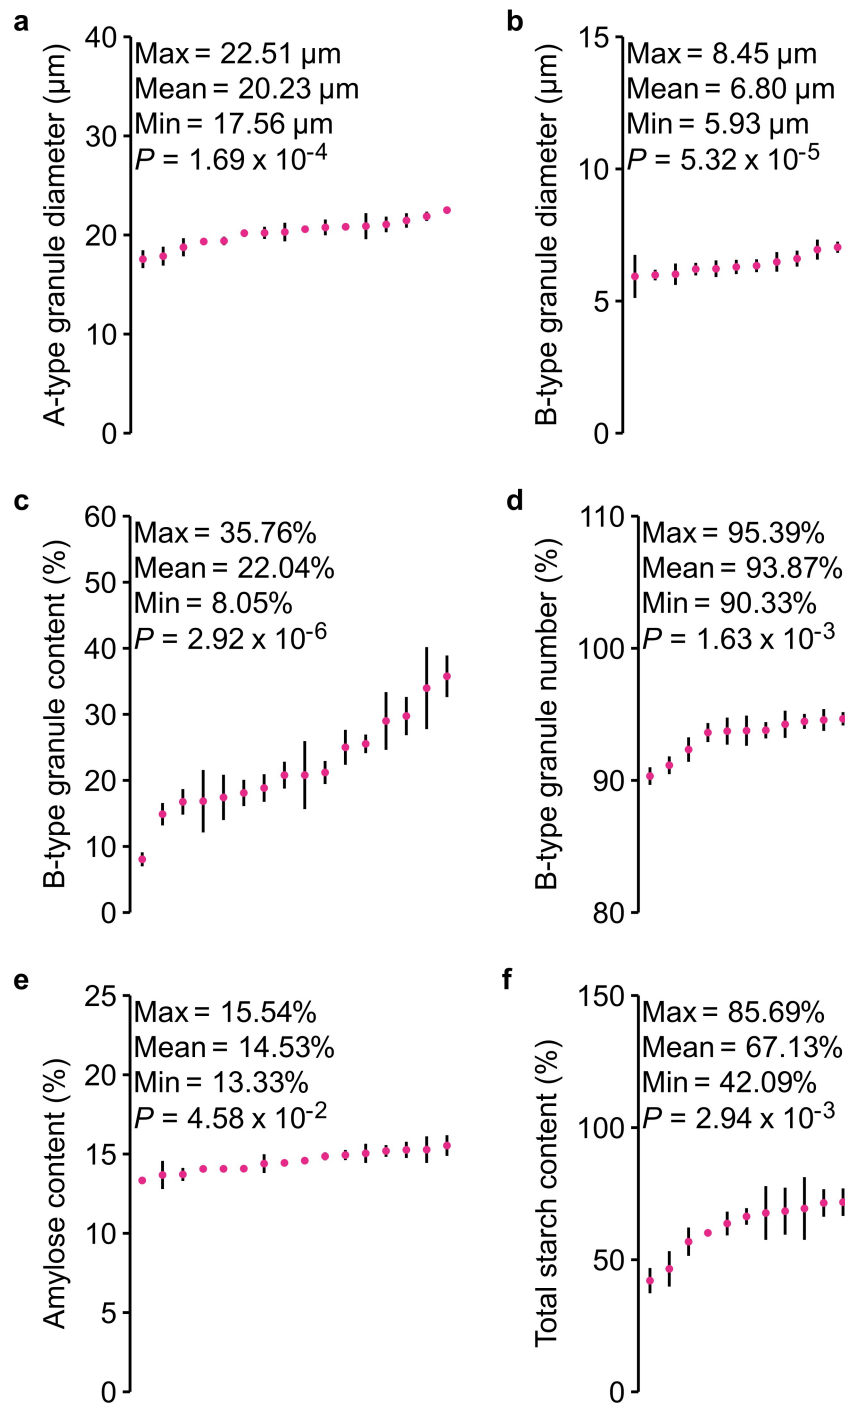 a
A-type granule diameter (μm)
40
30
20
10
0
Max = 22.51 μm
Mean = 20.23 μm
Min = 17.56 μm
P = 1.69 x 10-4
b
B-type granule diameter (μm)
15
10
5
0
Max = 8.45 μm
Mean = 6.80 μm
Min = 5.93 μm
P = 5.32 x 10-5
c
B-type granule content (%)
60
50
40
30
20
10
0
Max = 35.76%
Mean = 22.04%
Min = 8.05%
P = 2.92 x 10-6
d
B-type granule number (%)
110
100
90
80
Max = 95.39%
Mean = 93.87%
Min = 90.33%
P = 1.63 x 10-3
e
Amylose content (%)
25
20
15
10
5
0
Max = 15.54%
Mean = 14.53%
Min = 13.33%
P = 4.58 x 10-2
f
Total starch content (%)
150
100
50
0
Max = 85.69%
Mean = 67.13%
Min = 42.09%
P = 2.94 x 10-3